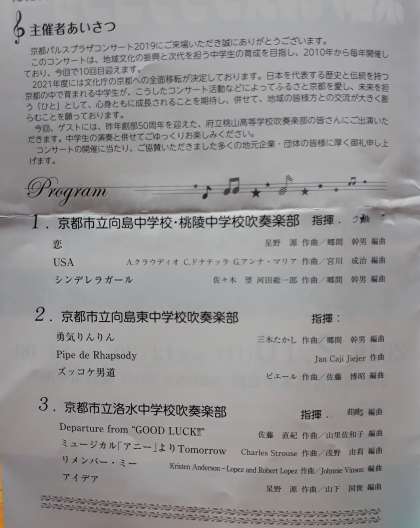 主催者あいさつ
京都パルスプラザコンサート2019にご来場いただき誠にありがとうございます。
このコンサートは、地域文化の振興と次代を担う中学生の育成を目指し、2010年から毎年開催し
ており、今回で10回目迎えます。
2021年度には文化庁の京都への全面移転が決定しております。日本を代表する歴史と伝統を持つ
京都の中で育まれる中学生が、こうしたコンサート活動などによってふるさと京都を愛し、未来を担
う「ひと」として、心身ともに成長されることを期待し、併せて、地域の皆様方との交流が大きく膨
らむことを願っております。
今回、ゲストには、昨年創部50周年を迎えた、府立桃山高等学校吹奏楽部の皆さんにご出演いた
だきます。中学生の演奏と併せてごゆっくりお楽しみください。
コンサートの開催に当たり、ご協賛いただきました多くの地元企業・団体の皆様に厚く御礼申し上
げます。
Program
1. 京都市立向島中学校・桃陵中学校吹奏楽部 指揮．
恋 星野 源 作曲／郷間 幹男 編曲
USA A.クラウディオ C.ドナテッラ G.アンナ・マリア 作曲／宮川 成治 編曲
シンデレラガール 佐々木 望 河田総一郎 作曲／郷間 幹男 編曲
2. 京都市立向島東中学校吹奏楽部 指揮：
勇気りんりん 三木たかし 作曲／郷間 幹男 編曲
Pipe de Rhapsody Jan Caji Jiejer 作曲
ズッコケ男道 ピエール 作曲／佐藤 博昭 編曲
3. 京都市立洛水中学校吹奏楽部 指揮． 編曲
Departure from “GOOD LUCK!!” 佐藤 直紀 作曲／山里佐和子 編曲
ミュージカル「アニー」よりTomorrow Charles Strouse 作曲／浅野 由莉 編曲
リメンバー・ミー Kristen Anderson–Lopez and Robert Lopez 作曲／Johnnie Vinson 編曲
アイデア 星野 源 作曲／山下 国俊 編曲